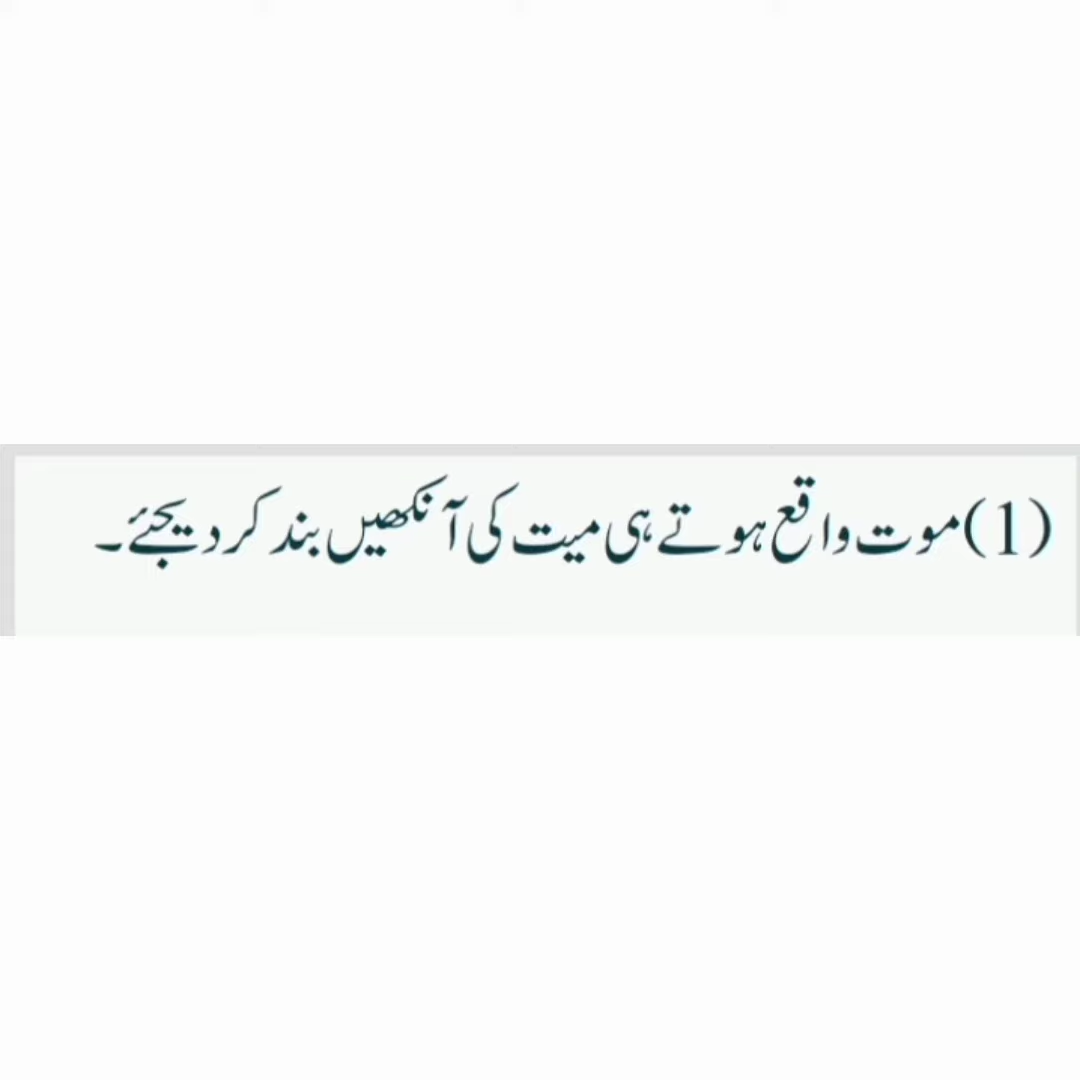 (1) موت واقع ہوتے ہی میت کی آنکھیں بند کر دیجئے۔